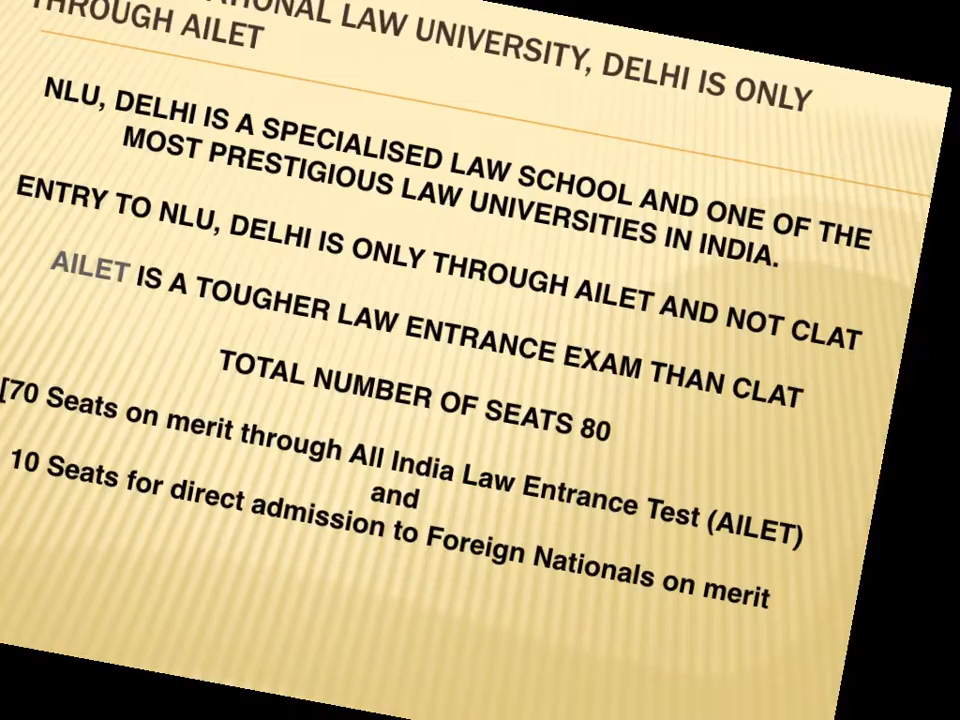 LAW UNIVERSITY, DELHI IS ONLY
THROUGH AILET
NLU, DELHI IS A SPECIALISED LAW SCHOOL AND ONE OF THE
MOST PRESTIGIOUS LAW UNIVERSITIES IN INDIA.
ENTRY TO NLU, DELHI IS ONLY THROUGH AILET AND NOT CLAT
AILET IS A TOUGHER LAW ENTRANCE EXAM THAN CLAT
TOTAL NUMBER OF SEATS 80
[70 Seats on merit through All India Law Entrance Test (AILET)
and
10 Seats for direct admission to Foreign Nationals on merit